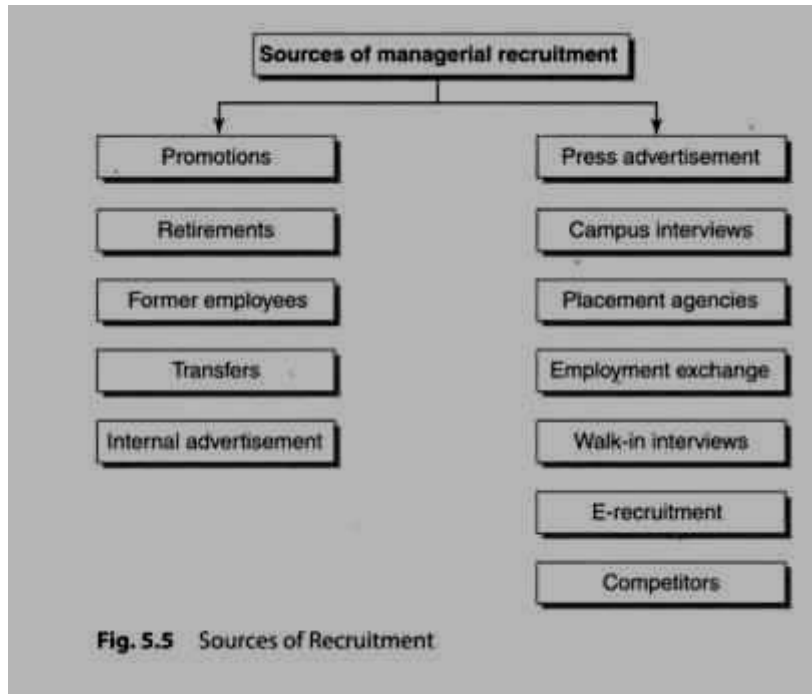 Sources of managerial recruitment
Promotions
Retirements
Former employees
Transfers
Internal advertisement
Press advertisement
Campus interviews
Placement agencies
Employment exchange
Walk-in interviews
E-recruitment
Competitors
Fig. 5.5 Sources of Recruitment